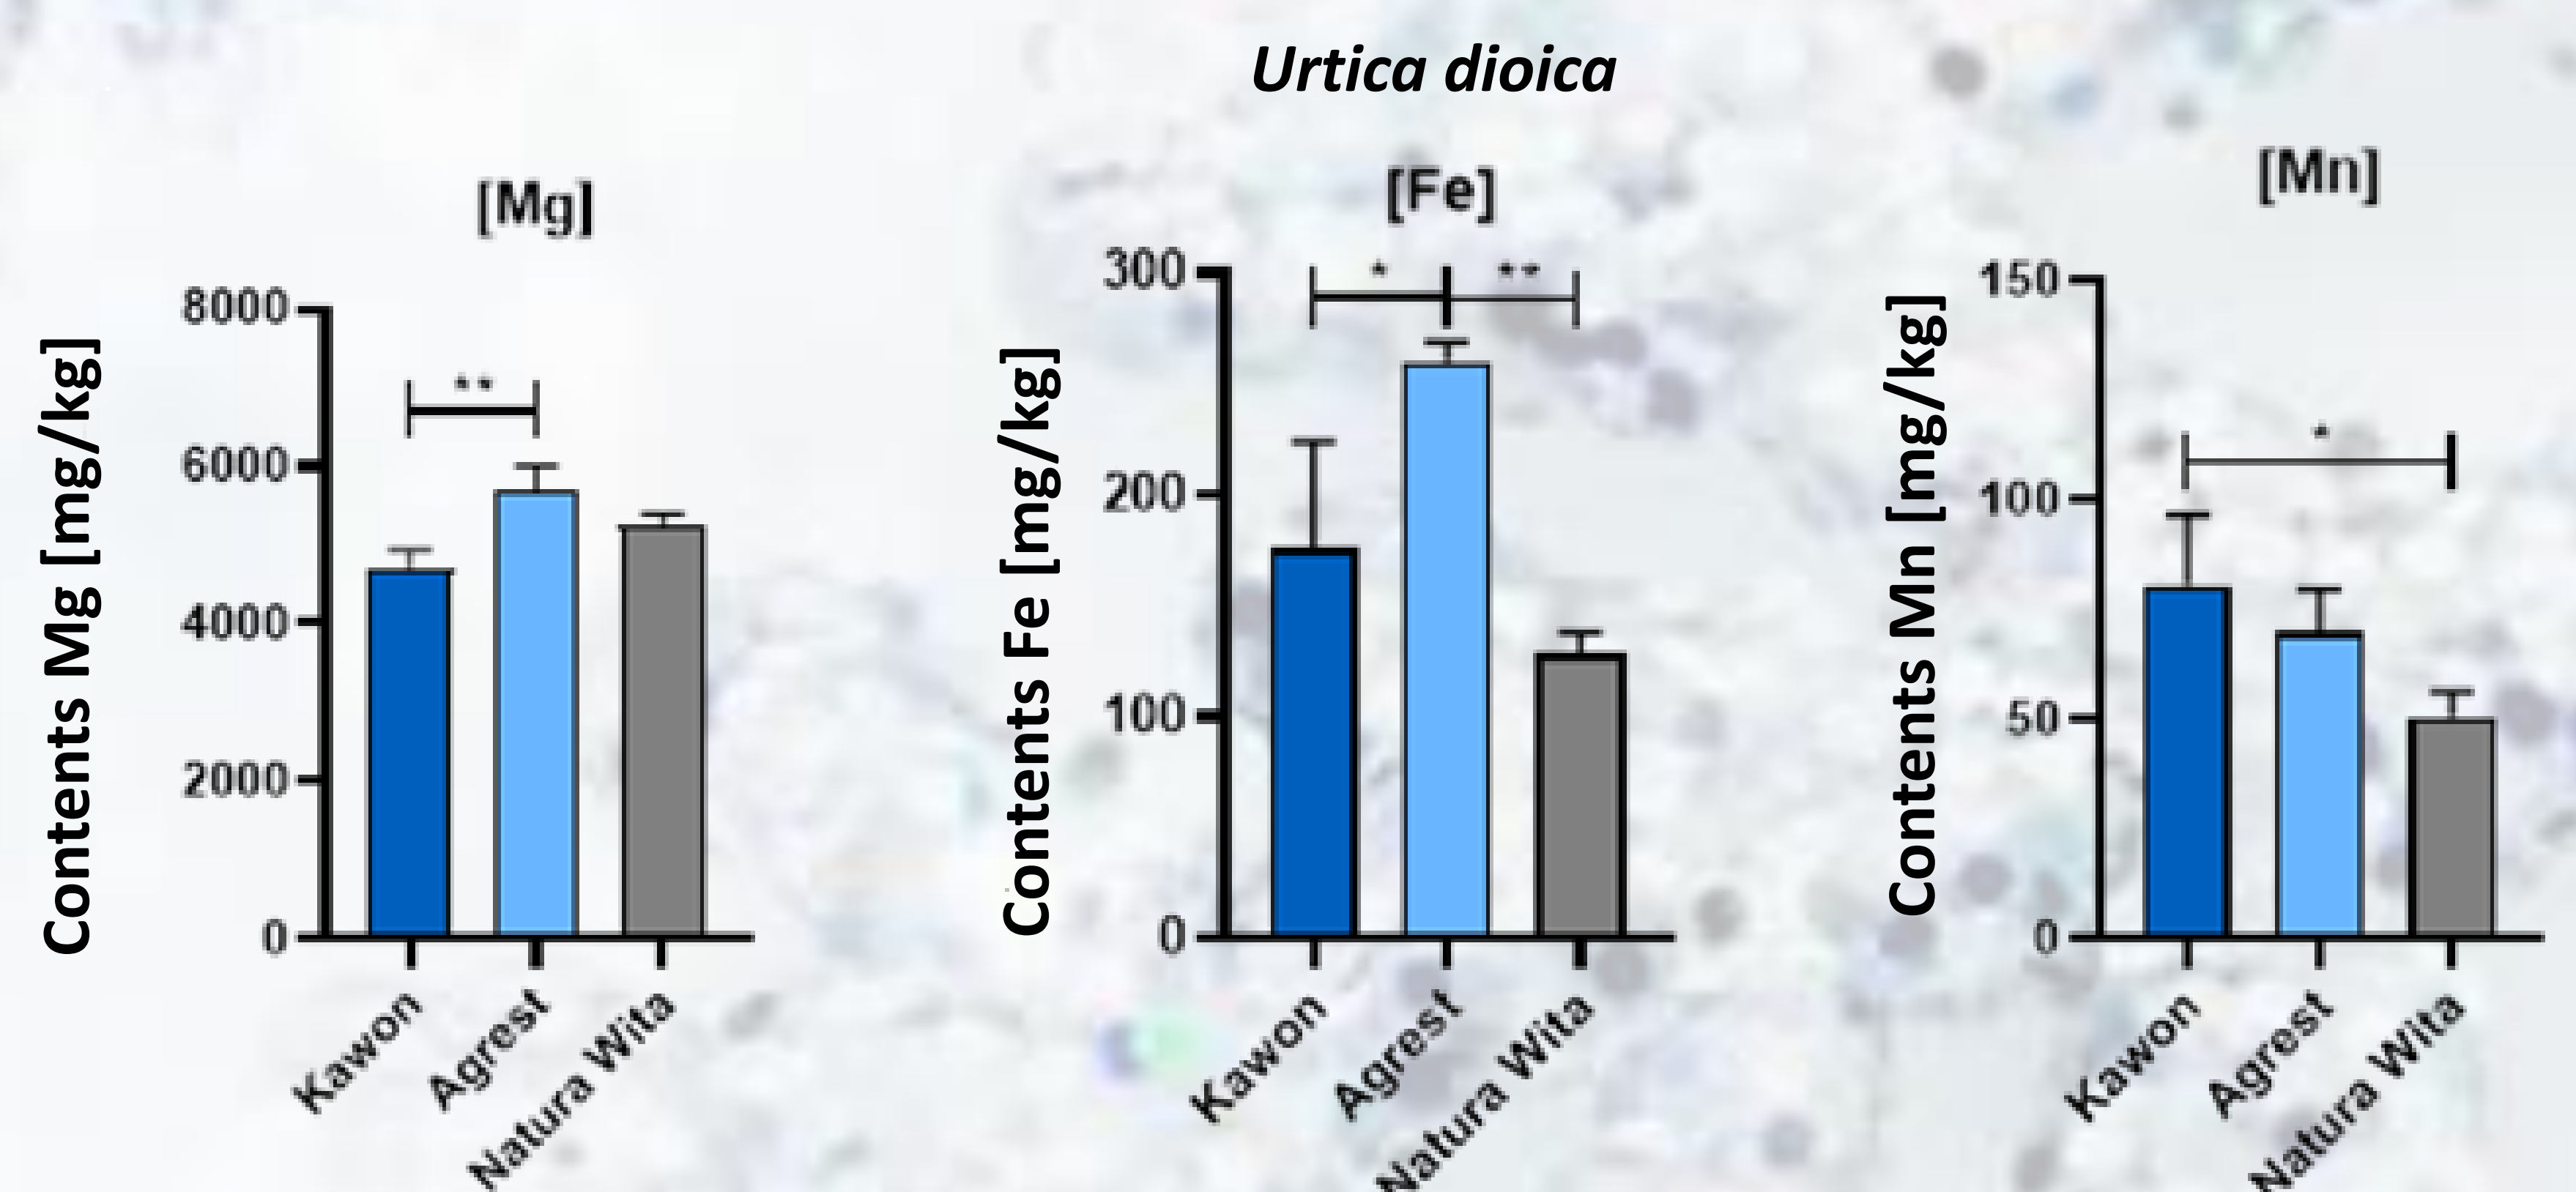 Urtica dioica
[Mg]
Contents Mg [mg/kg]
8000
6000
4000
2000
0
**
Kawon
Agrest
Natura Wita
[Fe]
Contents Fe [mg/kg]
300
200
100
0
*
**
Kawon
Agrest
Natura Wita
[Mn]
Contents Mn [mg/kg]
150
100
50
0
*
Kawon
Agrest
Natura Wita